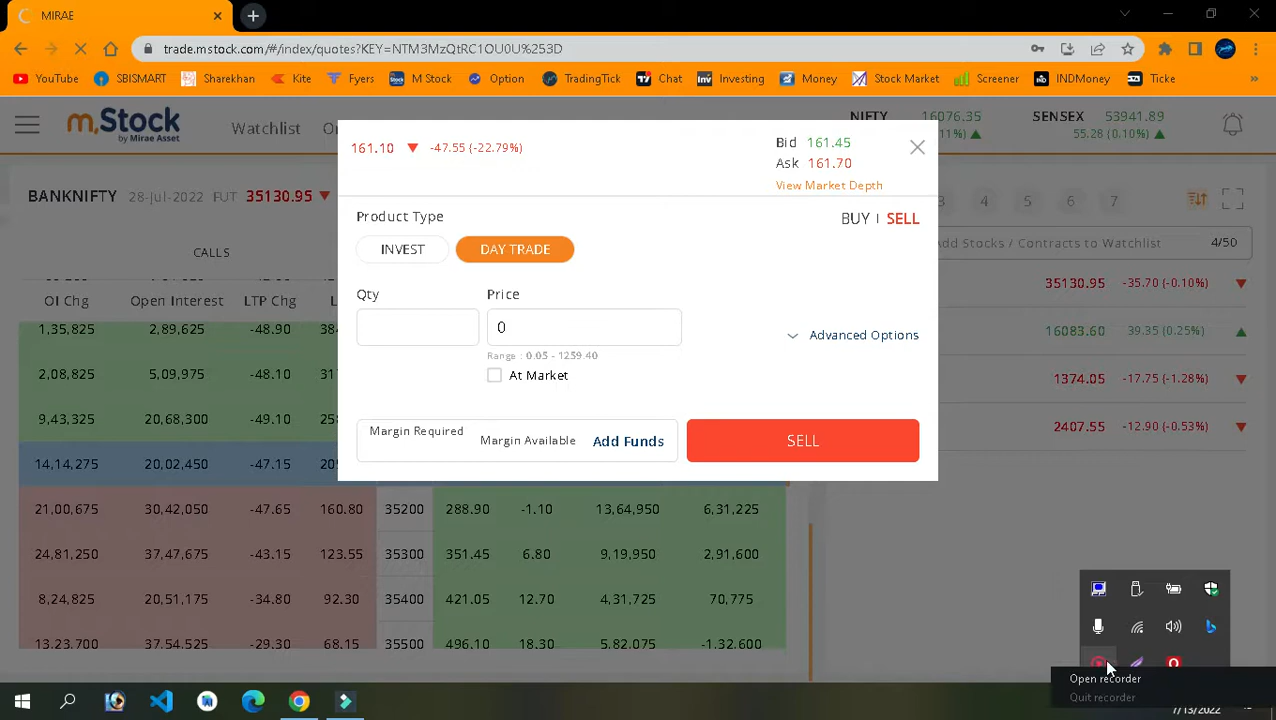 MIRAE
trade.mstock.com/#/index/quotes?KEY=NTM3MzQtRC1OU0U%253D
YouTube SBISMART Sharekhan Kite Fyers M Stock Option TradingTick Chat Investing Money Stock Market Screener INDMoney Ticke »
m.Stock
by Mirae Asset
Watchlist
NIFTY 16076.35
SENSEX 53941.89
55.28 (0.10%)
161.10 -47.55 (-22.79%)
Bid 161.45
Ask 161.70
View Market Depth
BANKNIFTY 28-jul-2022 FUT 35130.95
3 4 5 6 7
Product Type
BUY | SELL
INVEST DAY TRADE
CALLS
Add Stocks / Contracts to Watchlist 4/50
Qty Price
0
Range : 0.05 - 1259.40
At Market
Advanced Options
Margin Required
Margin Available
Add Funds
SELL
OI Chg Open Interest LTP Chg
1,35,825 2,89,625 -48.90
2,08,825 5,09,975 -48.10
9,43,325 20,68,300 -49.10
14,14,275 20,02,450 -47.15
21,00,675 30,42,050 -47.65 160.80 35200 288.90 -1.10 13,64,950 6,31,225
24,81,250 37,47,675 -43.15 123.55 35300 351.45 6.80 9,19,950 2,91,600
8,24,825 20,51,175 -34.80 92.30 35400 421.05 12.70 4,31,725 70,775
13,23,700 37,54,525 -29.30 68.15 35500 496.10 18.30 5,82,075 -1,32,600
35130.95 -35.70 (-0.10%)
16083.60 39.35 (0.25%)
1374.05 -17.75 (-1.28%)
2407.55 -12.90 (-0.53%)
Open recorder
Quit recorder
7/13/2022